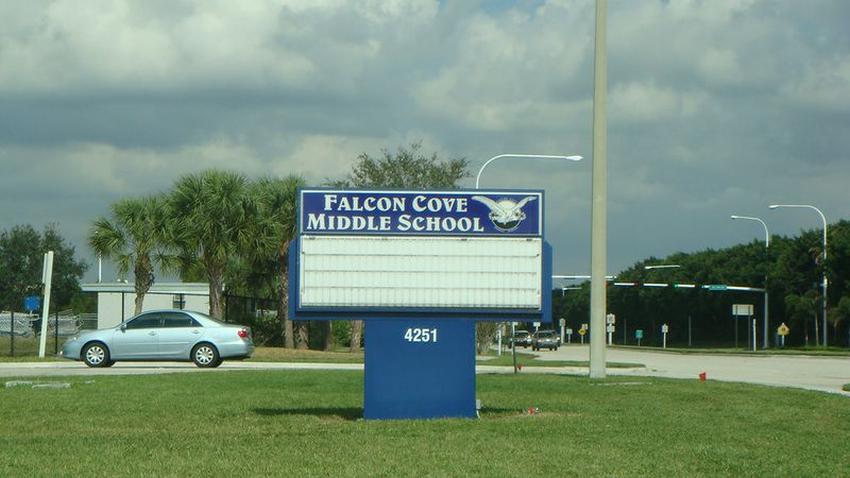 FALCON COVE
MIDDLE SCHOOL
4251